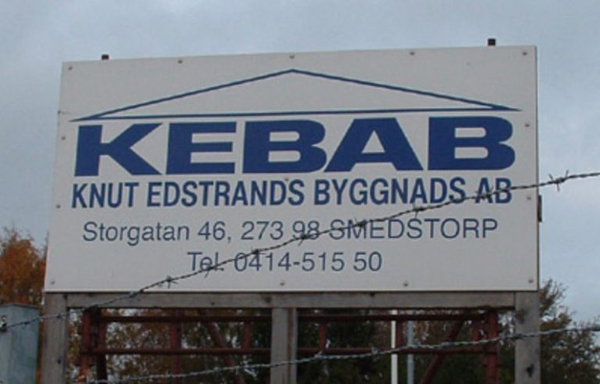 KEBAB
KNUT EDSTRANDS BYGGNADS AB
Storgatan 46, 273 98 SMEDSTORP
Tel. 0414-515 50